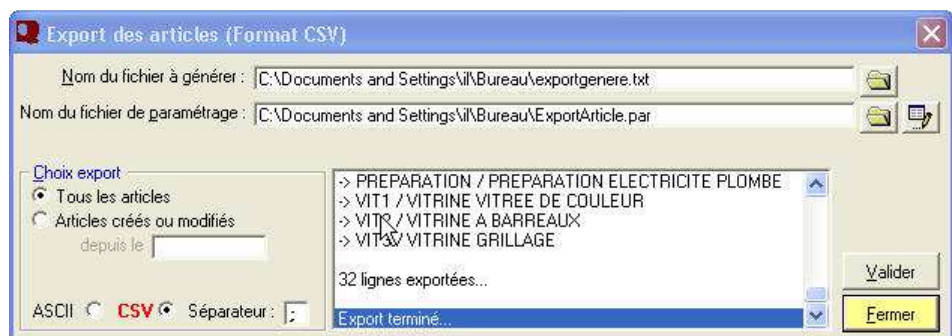 Export des articles (Format CSV)
Nom du fichier à générer : C:\Documents and Settings\il\Bureau\exportgenere.txt
Nom du fichier de paramétrage : C:\Documents and Settings\il\Bureau\ExportArticle.par
Choix export
Tous les articles
Articles créés ou modifiés
depuis le
ASCII CSV Séparateur : ;
-> PREPARATION / PREPARATION ELECTRICITE PLOMBE
-> VIT1 / VITRINE VITREE DE COULEUR
-> / VITRINE A BARREAUX
-> / VITRINE GRILLAGE
32 lignes exportées...
Export terminé...
Valider
Fermer